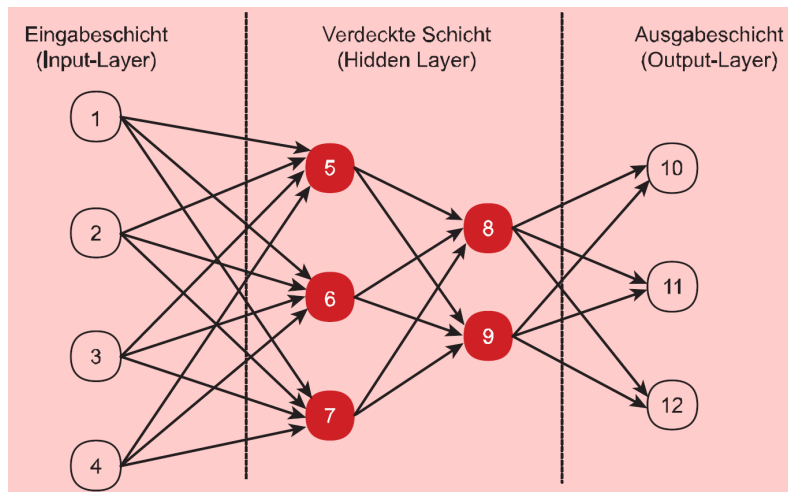 Eingabeschicht
(Input-Layer)
Verdeckte Schicht
(Hidden Layer)
Ausgabeschicht
(Output-Layer)
1
2
3
4
5
6
7
8
9
10
11
12